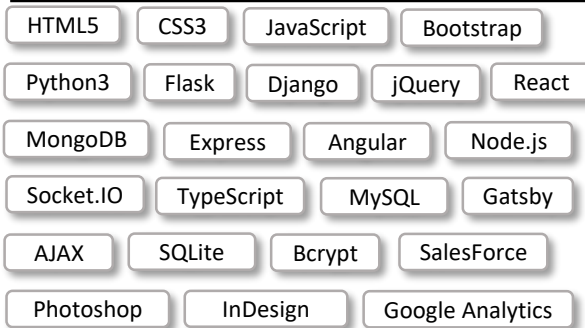 HTML5 CSS3 JavaScript Bootstrap
Python3 Flask Django jQuery React
MongoDB Express Angular Node.js
Socket.IO TypeScript MySQL Gatsby
AJAX SQLite Bcrypt SalesForce
Photoshop InDesign Google Analytics